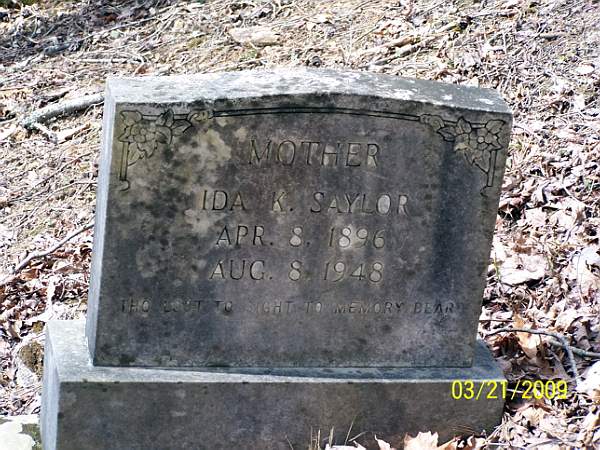 MOTHER
IDA K. SAYLOR
APR. 8. 1896
AUG. 8. 1948
THO LOST TO SIGHT TO MEMORY DEAR
03/21/2009